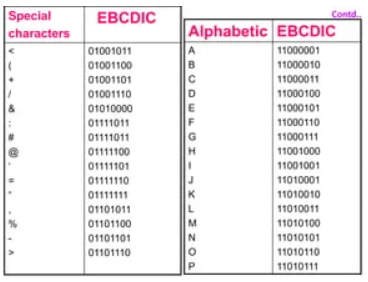 Special characters EBCDIC
< 01001011
( 01001100
+ 01001101
/ 01001110
& 01010000
: 01111011
# 01111011
@ 01111100
' 01111101
= 01111110
" 01111111
, 01101011
% 01101100
- 01101101
> 01101110
Contd..
Alphabetic EBCDIC
A 11000001
B 11000010
C 11000011
D 11000100
E 11000101
F 11000110
G 11000111
H 11001000
I 11001001
J 11010001
K 11010010
L 11010011
M 11010100
N 11010101
O 11010110
P 11010111